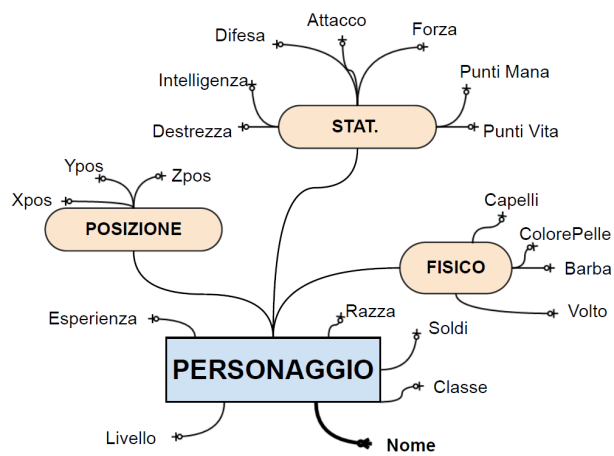 Attacco
Difesa
Forza
Intelligenza
Punti Mana
STAT.
Destrezza
Punti Vita
Ypos
Zpos
Xpos
POSIZIONE
Capelli
ColorePelle
FISICO
Barba
Volto
Esperienza
Razza
Soldi
PERSONAGGIO
Classe
Livello
Nome